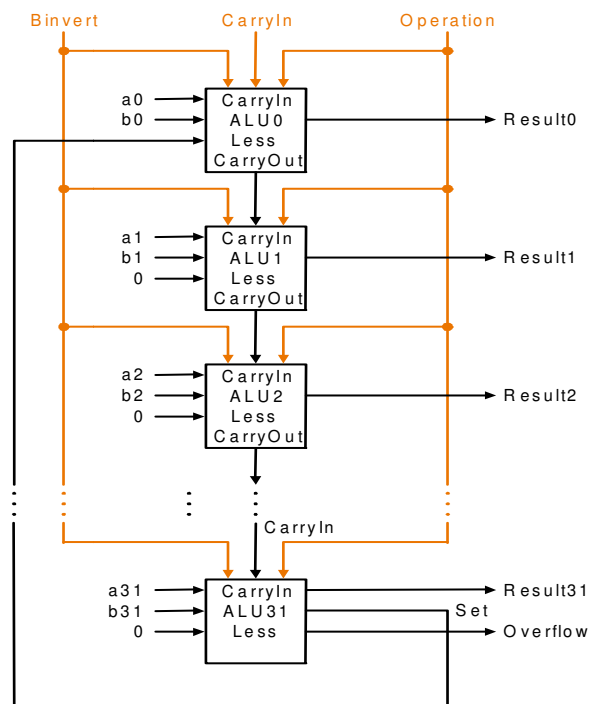 Binvert CarryIn Operation
a0 CarryIn
b0 ALU0 Result0
Less
CarryOut
a1 CarryIn
b1 ALU1 Result1
0 Less
CarryOut
a2 CarryIn
b2 ALU2 Result2
0 Less
CarryOut
CarryIn
a31 CarryIn Result31
b31 ALU31 Set
0 Less Overflow